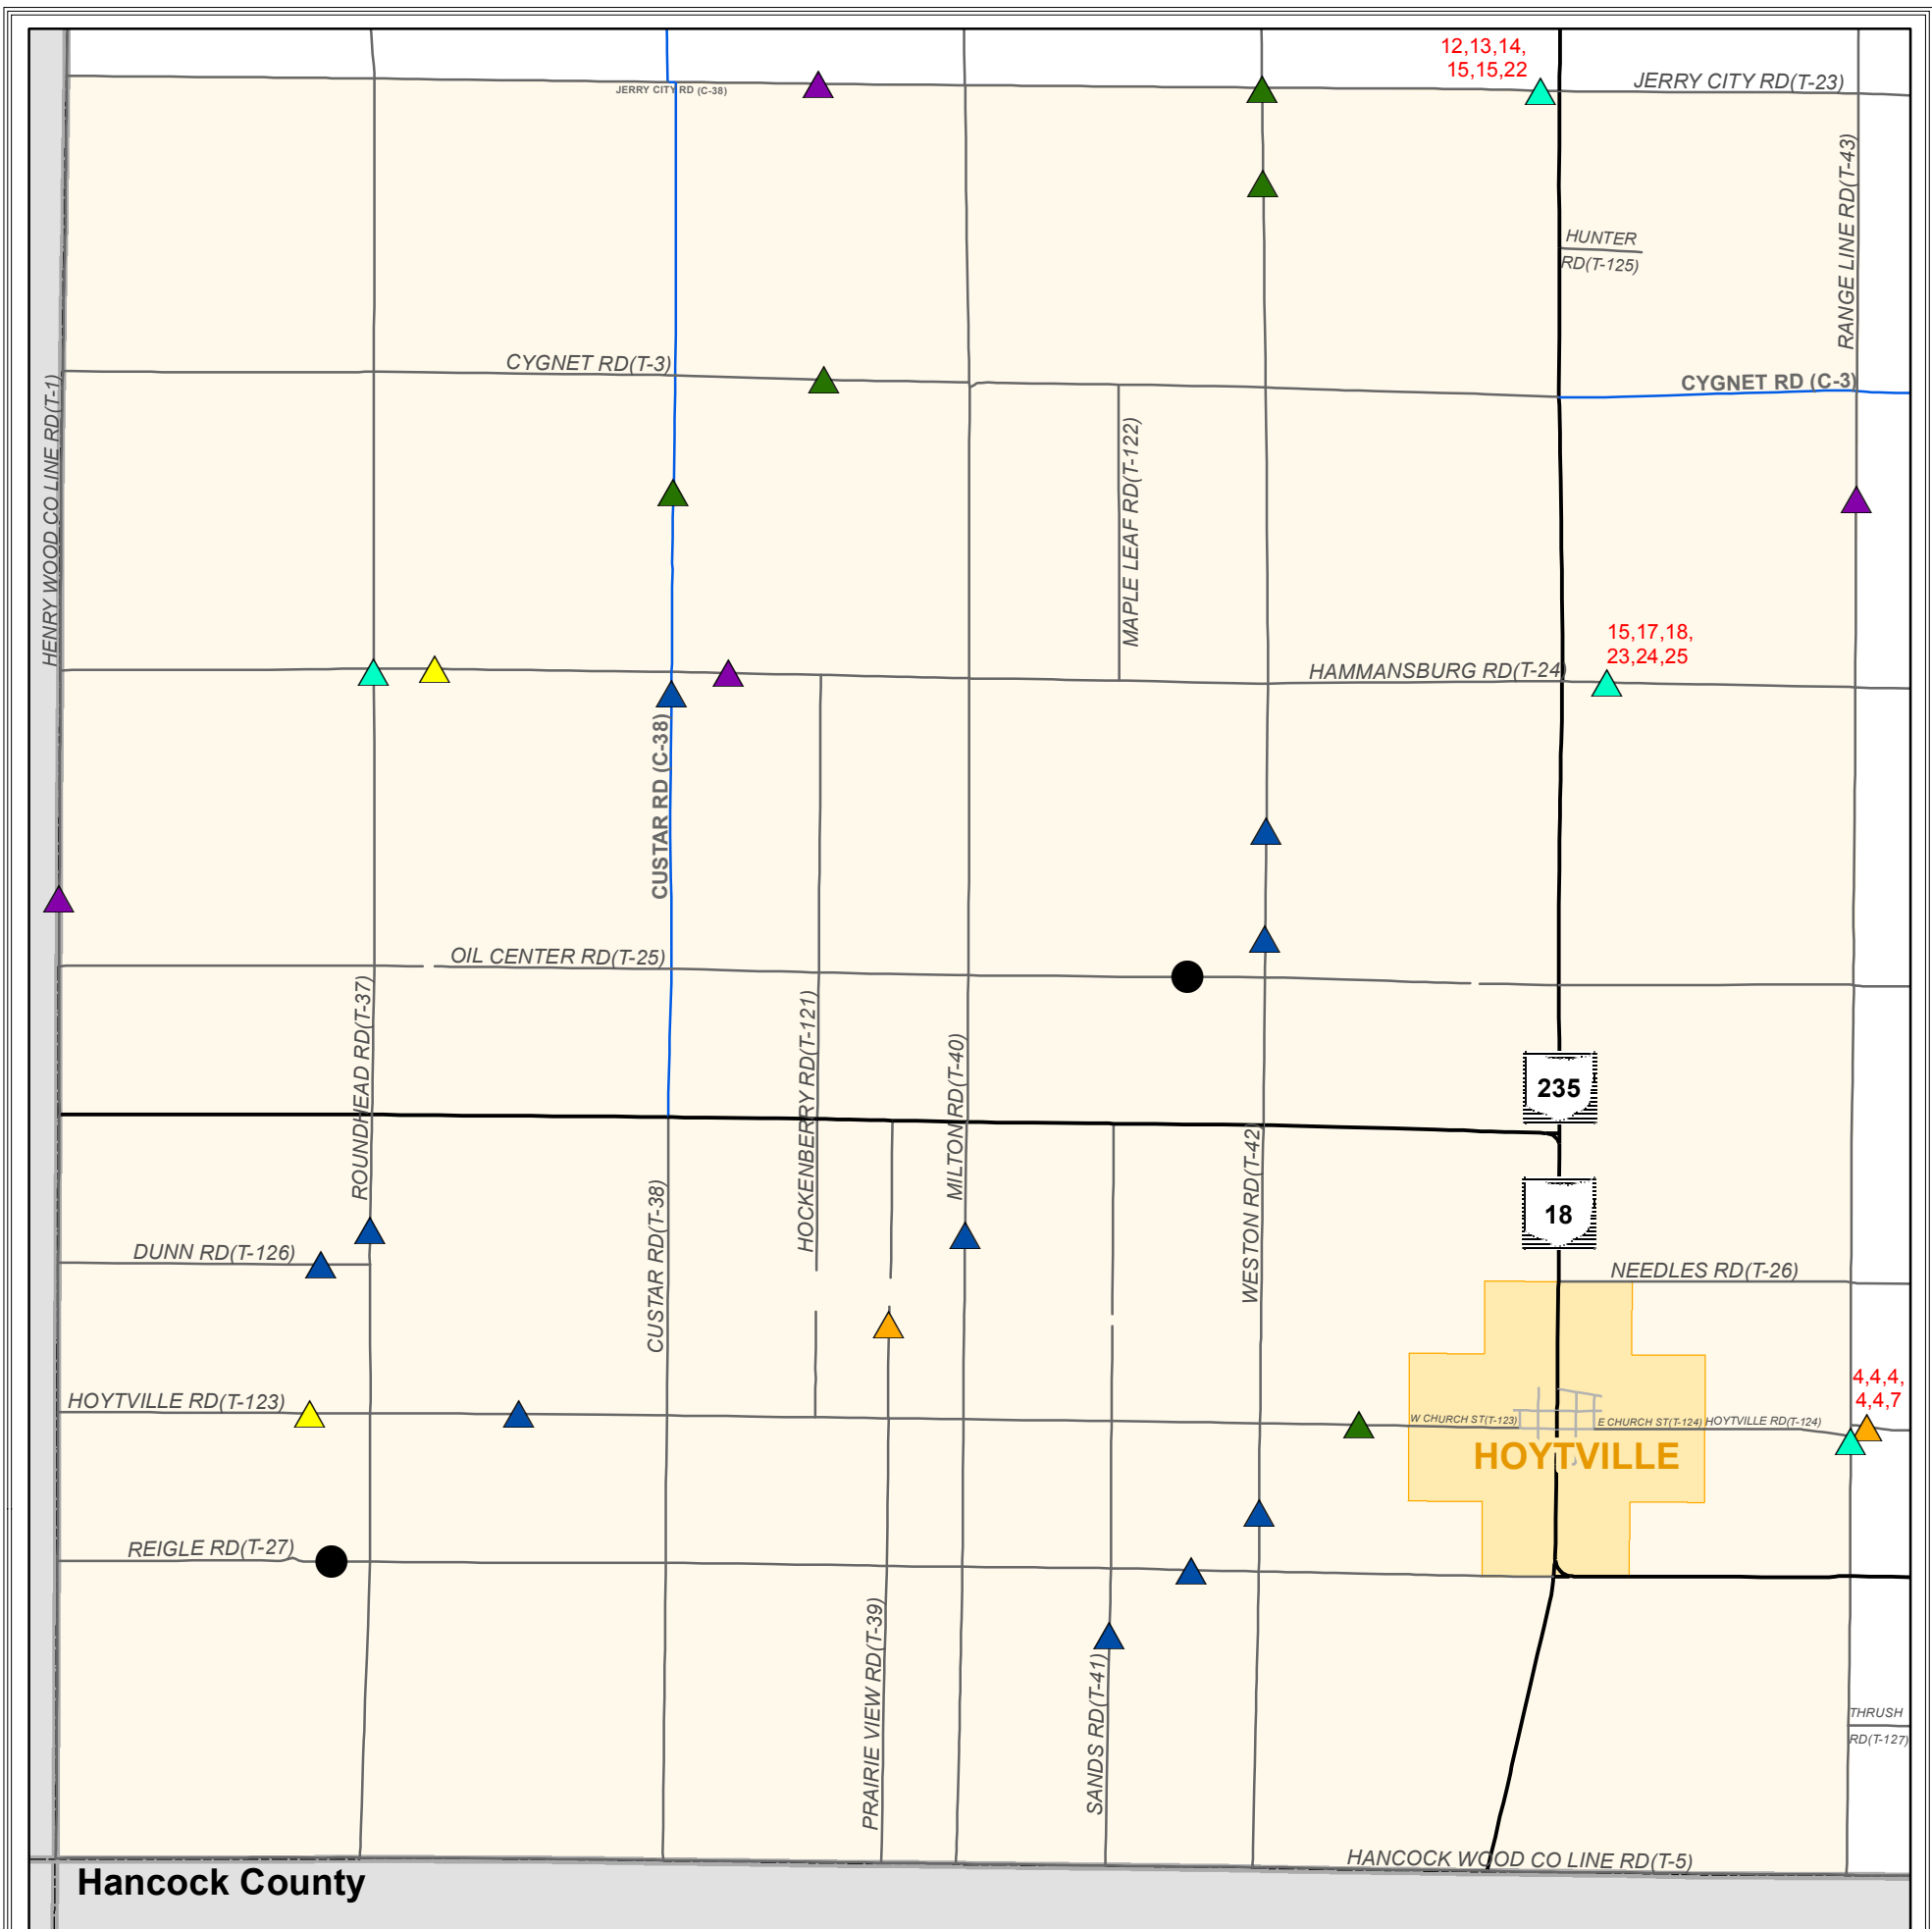 12,13,14,
15,15,22
JERRY CITY RD(T-23)
JERRY CITY RD (C-38)
RANGE LINE RD(T-43)
HUNTER
RD(T-125)
CYGNET RD(T-3)
CYGNET RD (C-3)
HENRY WOOD CO LINE RD(T-1)
MAPLE LEAF RD(T-122)
15,17,18,
23,24,25
HAMMANSBURG RD(T-24)
CUSTAR RD (C-38)
OIL CENTER RD(T-25)
ROUNDHEAD RD(T-37)
HOCKENBERRY RD(T-121)
MILTON RD(T-40)
235
WESTON RD(T-42)
CUSTAR RD(T-38)
18
DUNN RD(T-126)
NEEDLES RD(T-26)
4,4,4,
4,4,7
HOYTVILLE RD(T-123)
W CHURCH ST(T-123)
E CHURCH ST(T-124)
HOYTVILLE RD(T-124)
HOYTVILLE
REIGLE RD(T-27)
PRAIRIE VIEW RD(T-39)
SANDS RD(T-41)
THRUSH
RD(T-127)
HANCOCK WOOD CO LINE RD(T-5)
Hancock County